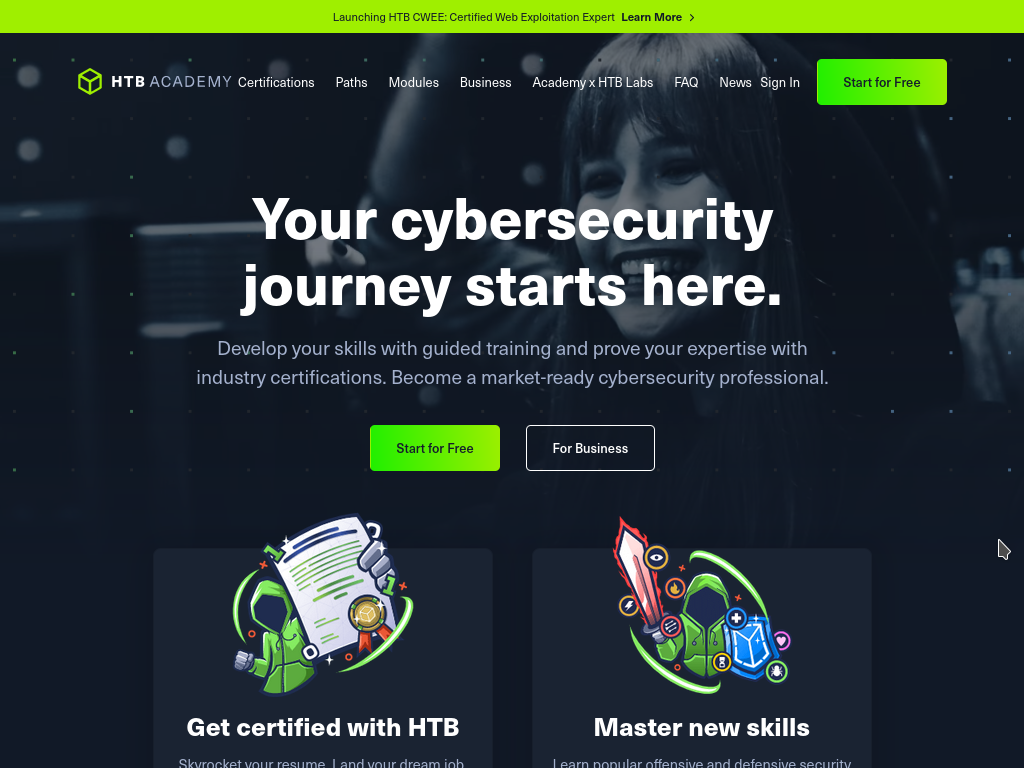 Launching HTB CWEE: Certified Web Exploitation Expert Learn More
HTB ACADEMY Certifications Paths Modules Business Academy x HTB Labs FAQ News Sign In Start for Free
Your cybersecurity
journey starts here.
Develop your skills with guided training and prove your expertise with
industry certifications. Become a market-ready cybersecurity professional.
Start for Free For Business
1
1
Get certified with HTB Master new skills
Skyrocket your resume. Land your dream job Learn popular offensive and defensive security